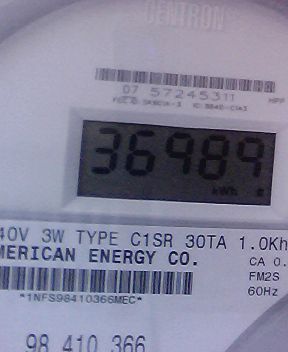 CENTRON
07 57245311
HPP
36989
kWh
40V 3W TYPE C1SR 30TA 1.0Kh
MERICAN ENERGY CO.
CA 0.
FM2S
60Hz
*1NFS98410366MEC*
98 410 366